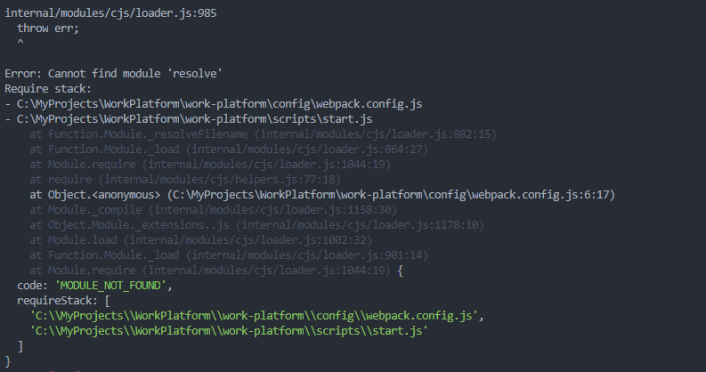 internal/modules/cjs/loader.js:985
  throw err;
  ^
Error: Cannot find module 'resolve'
Require stack:
- C:\MyProjects\WorkPlatform\work-platform\config\webpack.config.js
- C:\MyProjects\WorkPlatform\work-platform\scripts\start.js
    at Function.Module._resolveFilename (internal/modules/cjs/loader.js:982:15)
    at Function.Module._load (internal/modules/cjs/loader.js:864:27)
    at Module.require (internal/modules/cjs/loader.js:1044:19)
    at require (internal/modules/cjs/helpers.js:77:18)
    at Object.<anonymous> (C:\MyProjects\WorkPlatform\work-platform\config\webpack.config.js:6:17)
    at Module._compile (internal/modules/cjs/loader.js:1158:30)
    at Object.Module._extensions..js (internal/modules/cjs/loader.js:1178:10)
    at Module.load (internal/modules/cjs/loader.js:1002:32)
    at Function.Module._load (internal/modules/cjs/loader.js:901:14)
    at Module.require (internal/modules/cjs/loader.js:1044:19) {
  code: 'MODULE_NOT_FOUND',
  requireStack: [
    'C:\\MyProjects\\WorkPlatform\\work-platform\\config\\webpack.config.js',
    'C:\\MyProjects\\WorkPlatform\\work-platform\\scripts\\start.js'
  ]
}